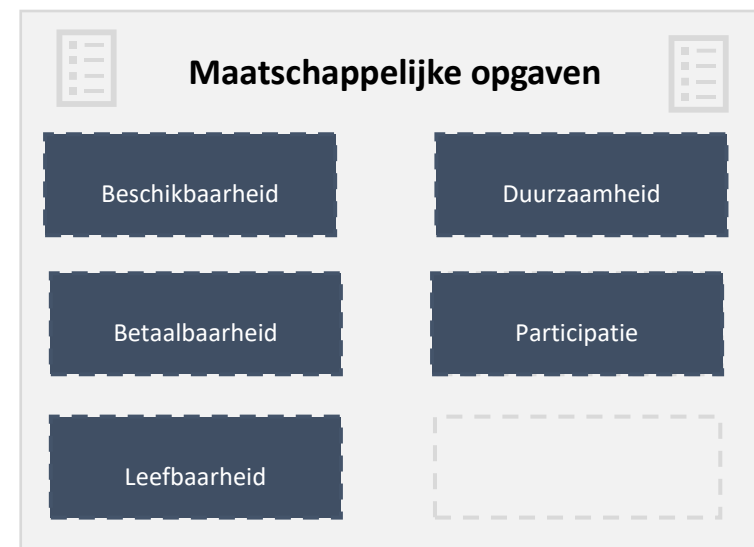 Maatschappelijke opgaven
Beschikbaarheid
Duurzaamheid
Betaalbaarheid
Participatie
Leefbaarheid